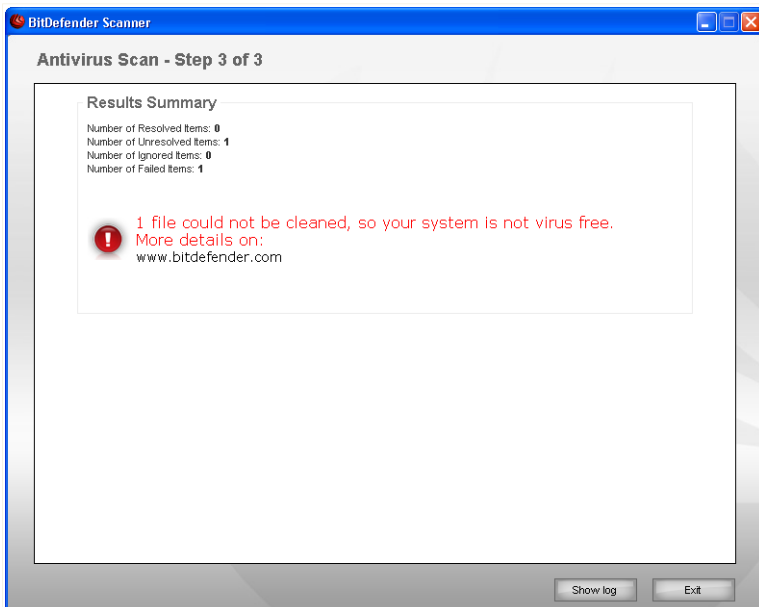 BitDefender Scanner
Antivirus Scan - Step 3 of 3
Results Summary
Number of Resolved Items: 0
Number of Unresolved Items: 1
Number of Ignored Items: 0
Number of Failed Items: 1
1 file could not be cleaned, so your system is not virus free.
More details on:
www.bitdefender.com
Show log
Exit